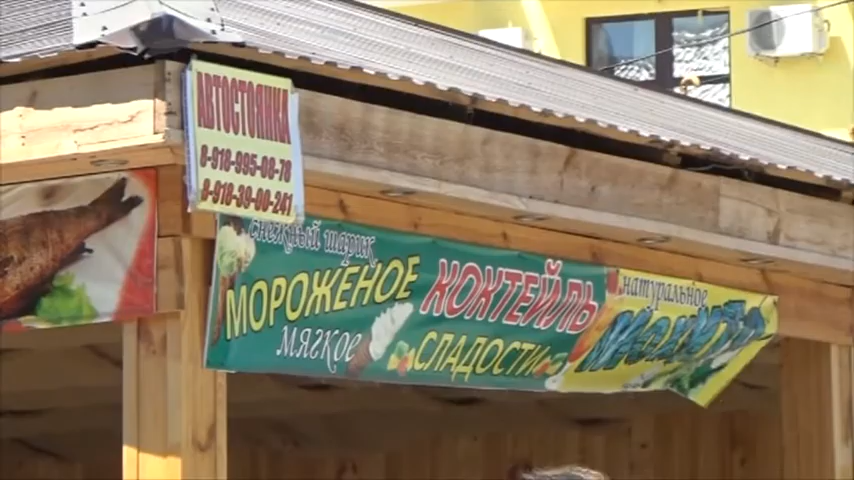 АВТОСТОЯНКА
8-918-995-08-78
8-918-39-00-241
снежный шарик
МОРОЖЕНОЕ
мягкое
КОКТЕЙЛЬ
СЛАДОСТИ
натуральное